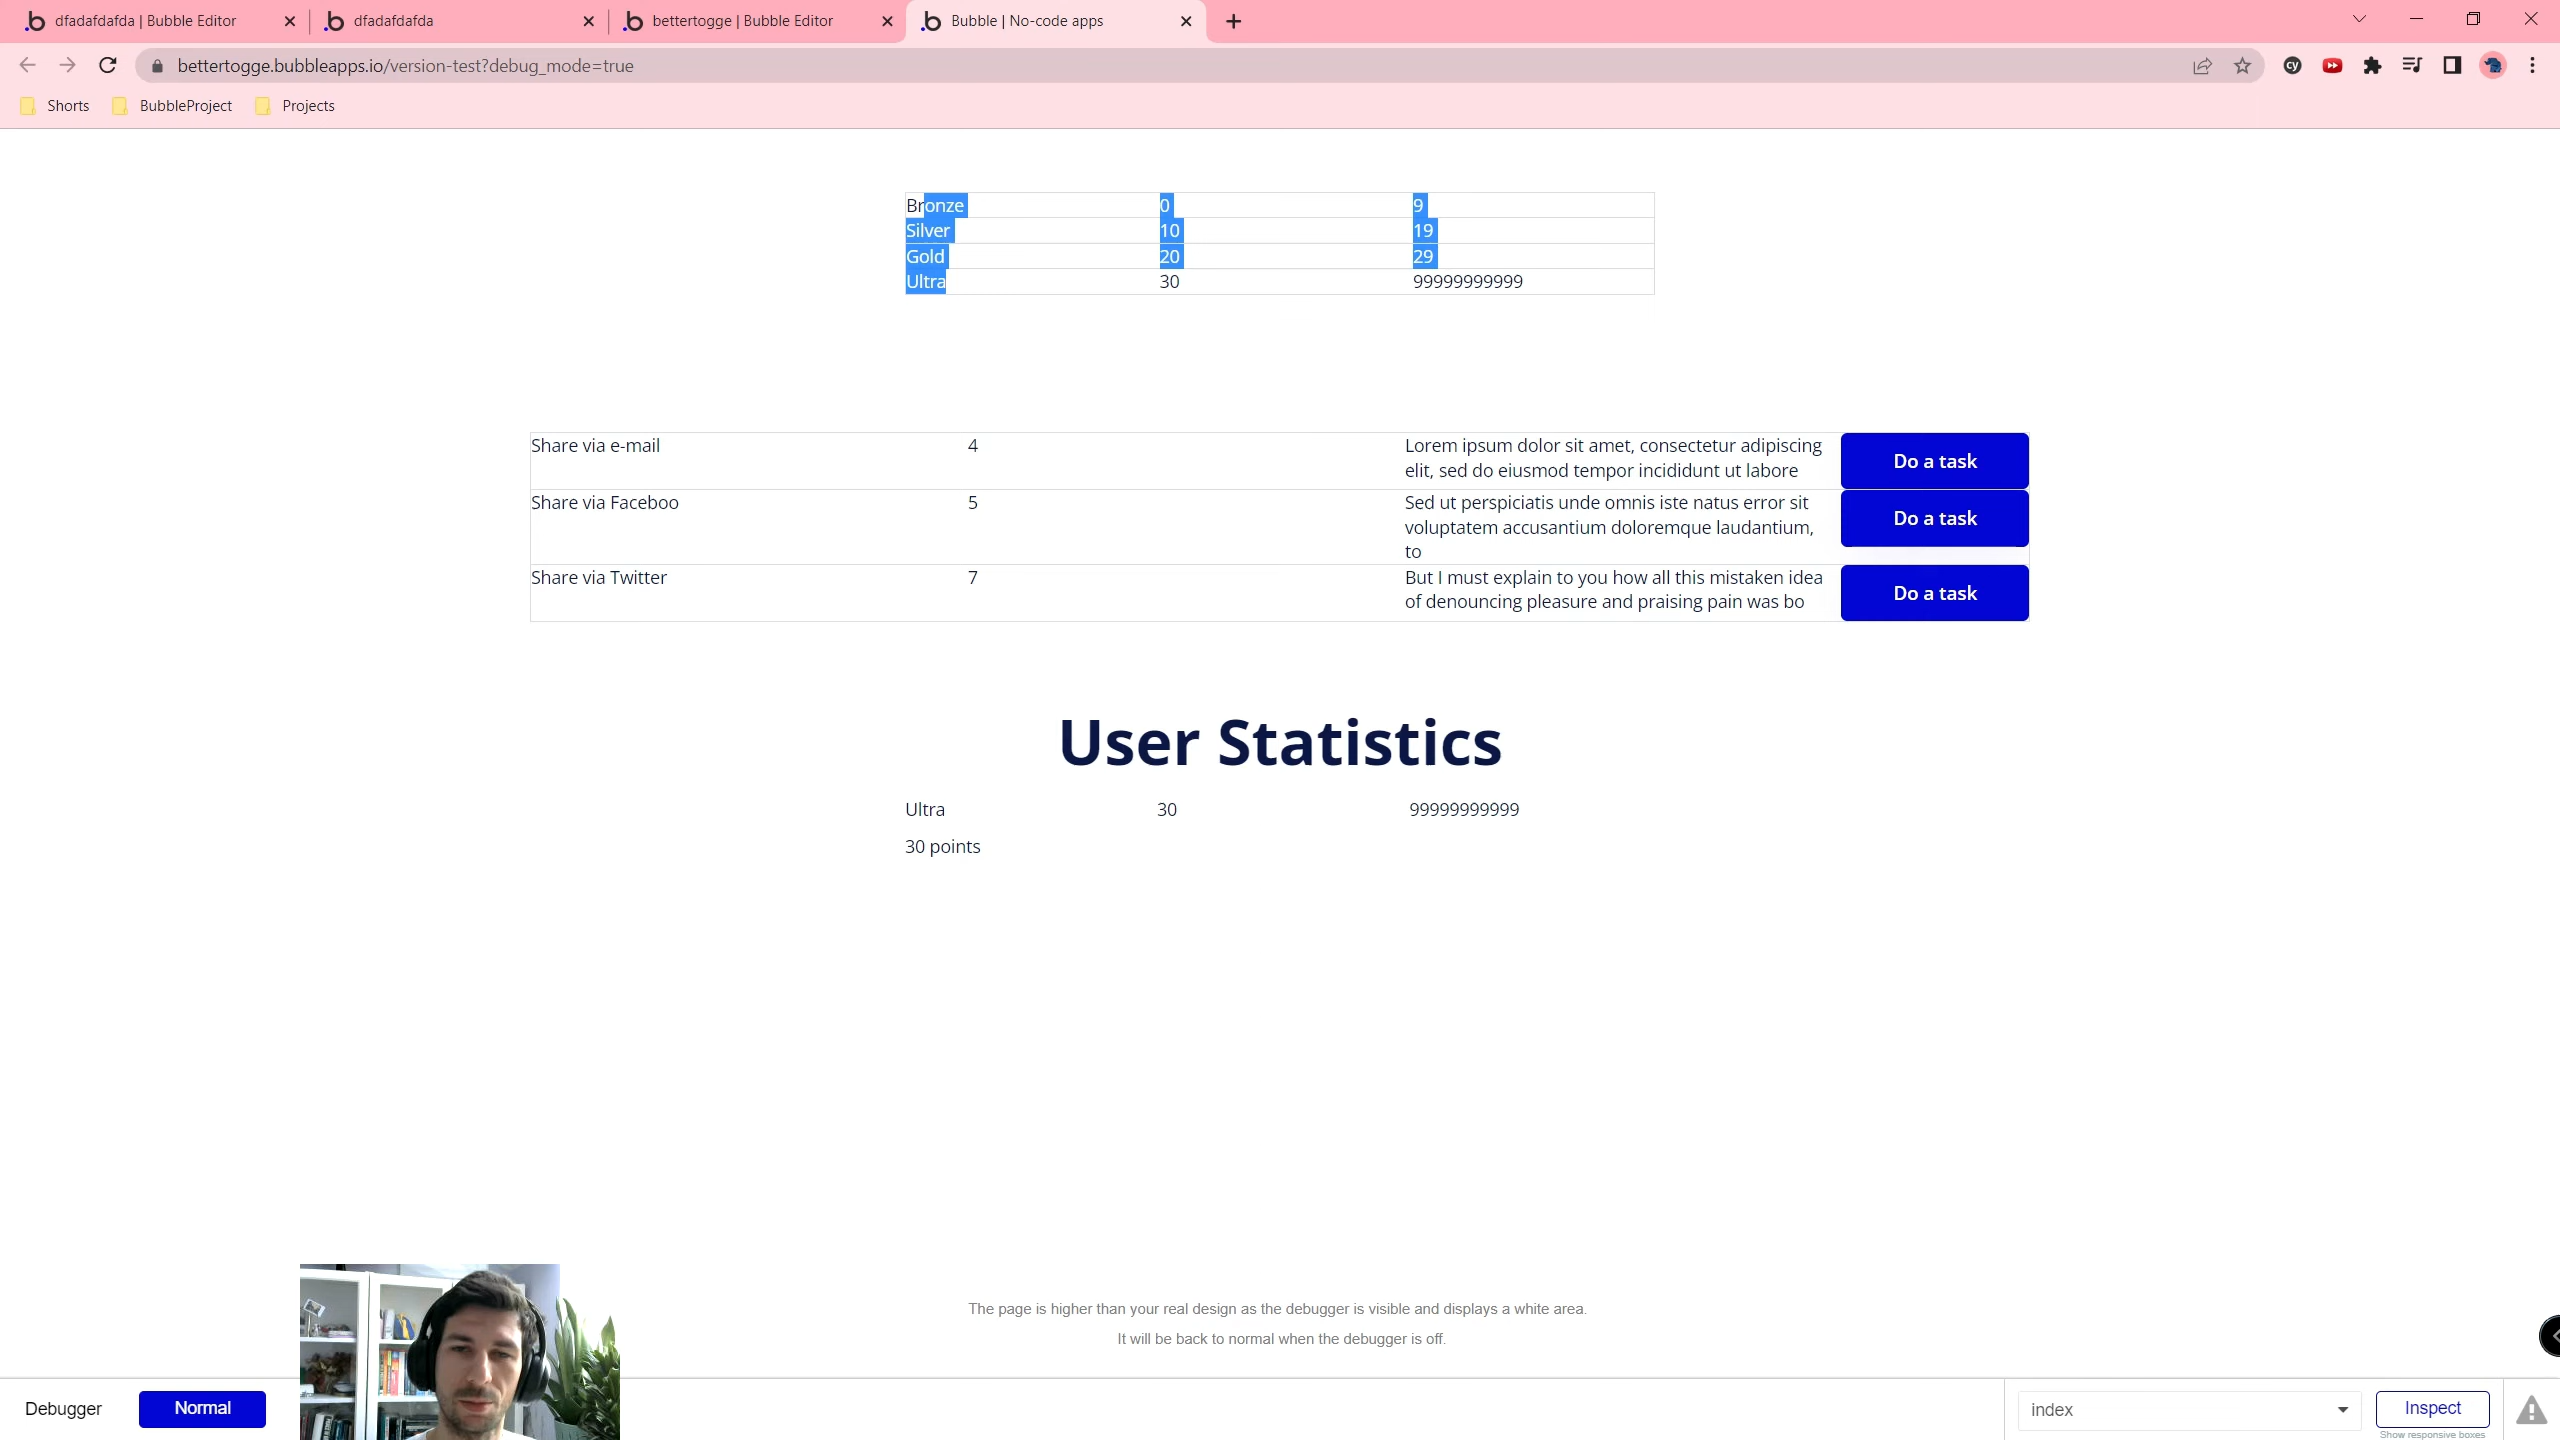 dfadafdafda | Bubble Editor
dfadafdafda
bettertogge | Bubble Editor
Bubble | No-code apps
bettertogge.bubbleapps.io/version-test?debug_mode=true
Shorts
BubbleProject
Projects
Bronze 0 9
Silver 10 19
Gold 20 29
Ultra 30 99999999999
Share via e-mail 4 Lorem ipsum dolor sit amet, consectetur adipiscing
elit, sed do eiusmod tempor incididunt ut labore
Do a task
Share via Faceboo 5 Sed ut perspiciatis unde omnis iste natus error sit
voluptatem accusantium doloremque laudantium,
to
Do a task
Share via Twitter 7 But I must explain to you how all this mistaken idea
of denouncing pleasure and praising pain was bo
Do a task
User Statistics
Ultra 30 99999999999
30 points
The page is higher than your real design as the debugger is visible and displays a white area.
It will be back to normal when the debugger is off.
Debugger
Normal
index
Inspect
Show responsive boxes